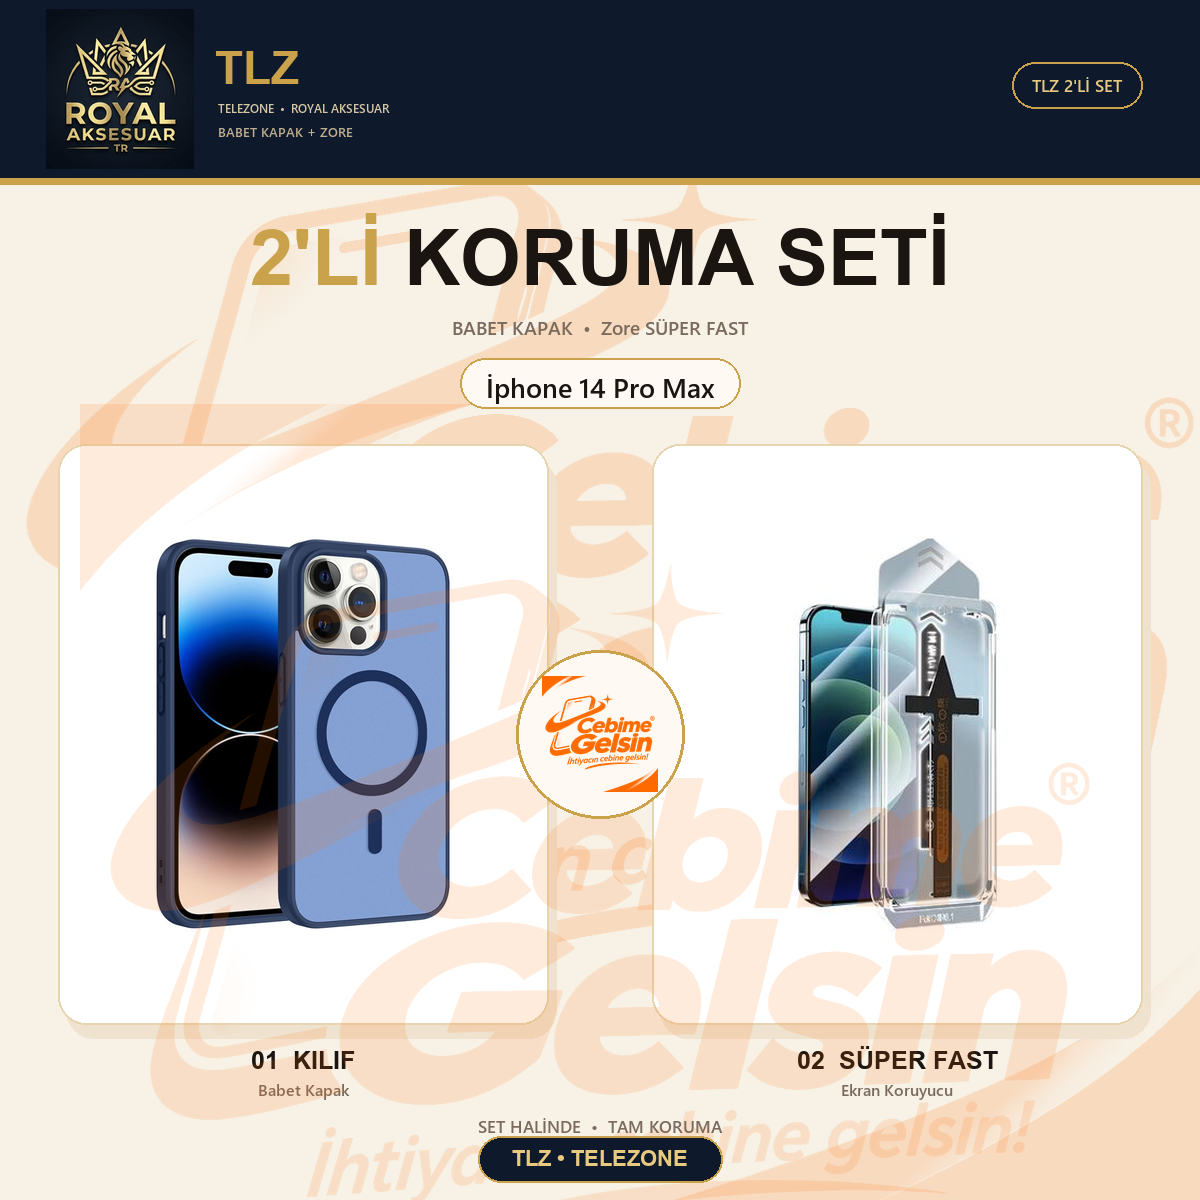 ROYAL
AKSESUAR
TR
TLZ
TELEZONE • ROYAL AKSESUAR
BABET KAPAK + ZORE
TLZ 2'Lİ SET
2'Lİ KORUMA SETİ
BABET KAPAK • Zore SÜPER FAST
İphone 14 Pro Max
Cebime
Gelsin
İhtiyacın cebine gelsin!
Cebime
Gelsin
01 KILIF
Babet Kapak
02 SÜPER FAST
Ekran Koruyucu
SET HALİNDE • TAM KORUMA
TLZ • TELEZONE